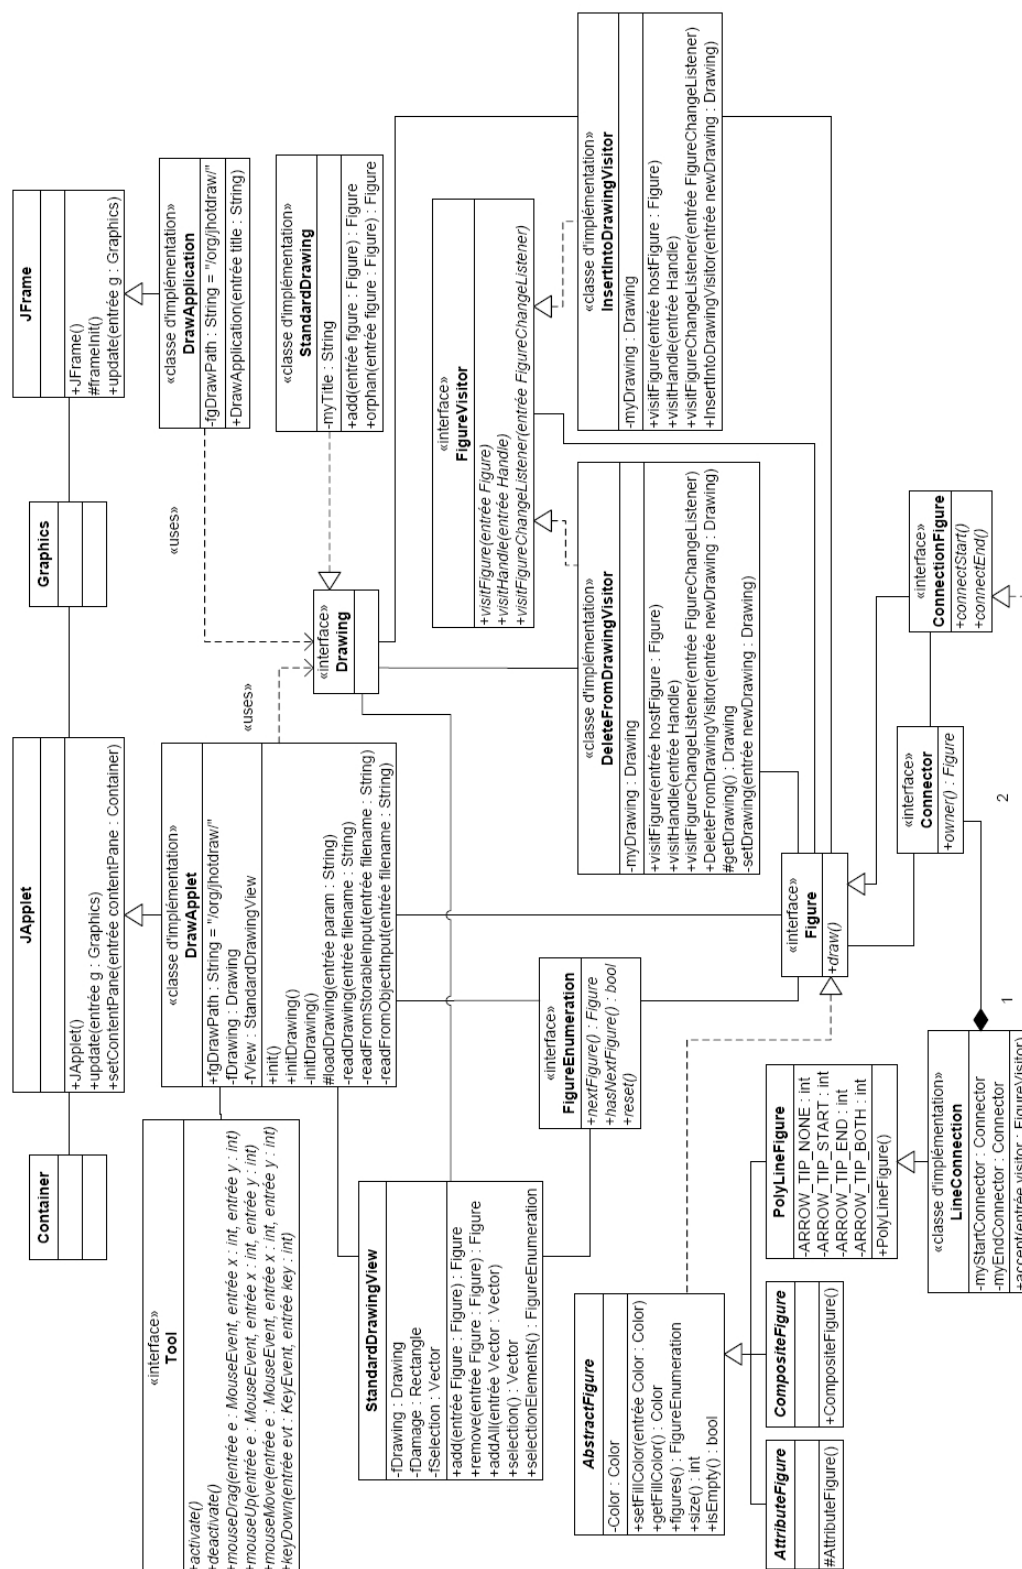 JFrame
+JFrame()
#frameInit()
+update(entrée g : Graphics)
Graphics
JApplet
+JApplet()
+update(entrée g : Graphics)
+setContentPane(entrée contentPane : Container)
Container
«classe d'implémentation»
DrawApplication
-fgDrawPath : String = "/org/jhotdraw/"
+DrawApplication(entrée title : String)
«uses»
«classe d'implémentation»
DrawApplet
+fgDrawPath : String = "/org/jhotdraw/"
-fDrawing : Drawing
-fView : StandardDrawingView
+init()
+initDrawing()
-initDrawing()
#loadDrawing(entrée param : String)
-readDrawing(entrée filename : String)
-readFromStorableInput(entrée filename : String)
-readFromObjectInput(entrée filename : String)
«uses»
«interface»
Tool
+activate()
+deactivate()
+mouseDrag(entrée e : MouseEvent, entrée x : int, entrée y : int)
+mouseUp(entrée e : MouseEvent, entrée x : int, entrée y : int)
+mouseMove(entrée e : MouseEvent, entrée x : int, entrée y : int)
+keyDown(entrée evt : KeyEvent, entrée key : int)
«classe d'implémentation»
StandardDrawing
-myTitle : String
+add(entrée figure : Figure) : Figure
+orphan(entrée figure : Figure) : Figure
«interface»
Drawing
StandardDrawingView
-fDrawing : Drawing
-fDamage : Rectangle
-fSelection : Vector
+add(entrée Figure : Figure) : Figure
+remove(entrée Figure : Figure) : Figure
+addAll(entrée Vector : Vector)
+selection() : Vector
+selectionElements() : FigureEnumeration
«interface»
FigureVisitor
+visitFigure(entrée Figure)
+visitHandle(entrée Handle)
+visitFigureChangeListener(entrée FigureChangeListener)
«classe d'implémentation»
InsertIntoDrawingVisitor
-myDrawing : Drawing
+visitFigure(entrée hostFigure : Figure)
+visitHandle(entrée Handle)
+visitFigureChangeListener(entrée FigureChangeListener)
+InsertIntoDrawingVisitor(entrée newDrawing : Drawing)
«classe d'implémentation»
DeleteFromDrawingVisitor
-myDrawing : Drawing
+visitFigure(entrée hostFigure : Figure)
+visitHandle(entrée Handle)
+visitFigureChangeListener(entrée FigureChangeListener)
+DeleteFromDrawingVisitor(entrée newDrawing : Drawing)
#getDrawing() : Drawing
-setDrawing(entrée newDrawing : Drawing)
«interface»
FigureEnumeration
+nextFigure() : Figure
+hasNextFigure() : bool
+reset()
AbstractFigure
-Color : Color
+setFillColor(entrée Color : Color)
+getFillColor() : Color
+figures() : FigureEnumeration
+size() : int
+isEmpty() : bool
«interface»
Figure
+draw()
«interface»
ConnectionFigure
+connectStart()
+connectEnd()
«interface»
Connector
+owner() : Figure
2
1
PolyLineFigure
-ARROW_TIP_NONE : int
-ARROW_TIP_START : int
-ARROW_TIP_END : int
-ARROW_TIP_BOTH : int
+PolyLineFigure()
CompositeFigure
+CompositeFigure()
AttributeFigure
#AttributeFigure()
«classe d'implémentation»
LineConnection
-myStartConnector : Connector
-myEndConnector : Connector
+accept(entrée visitor : FigureVisitor)